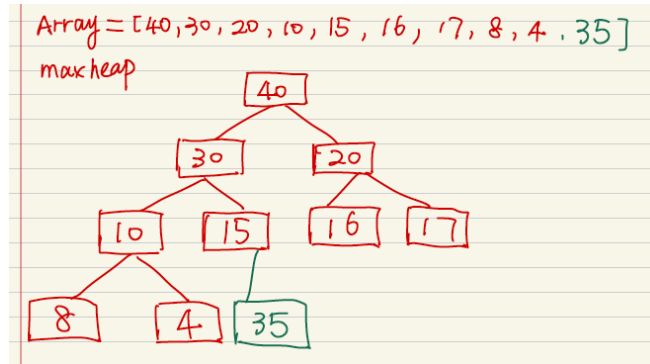 Array = [40, 30, 20, 10, 15, 16, 17, 8, 4, 35]
max heap
40
30 20
10 15 16 17
8 4 35